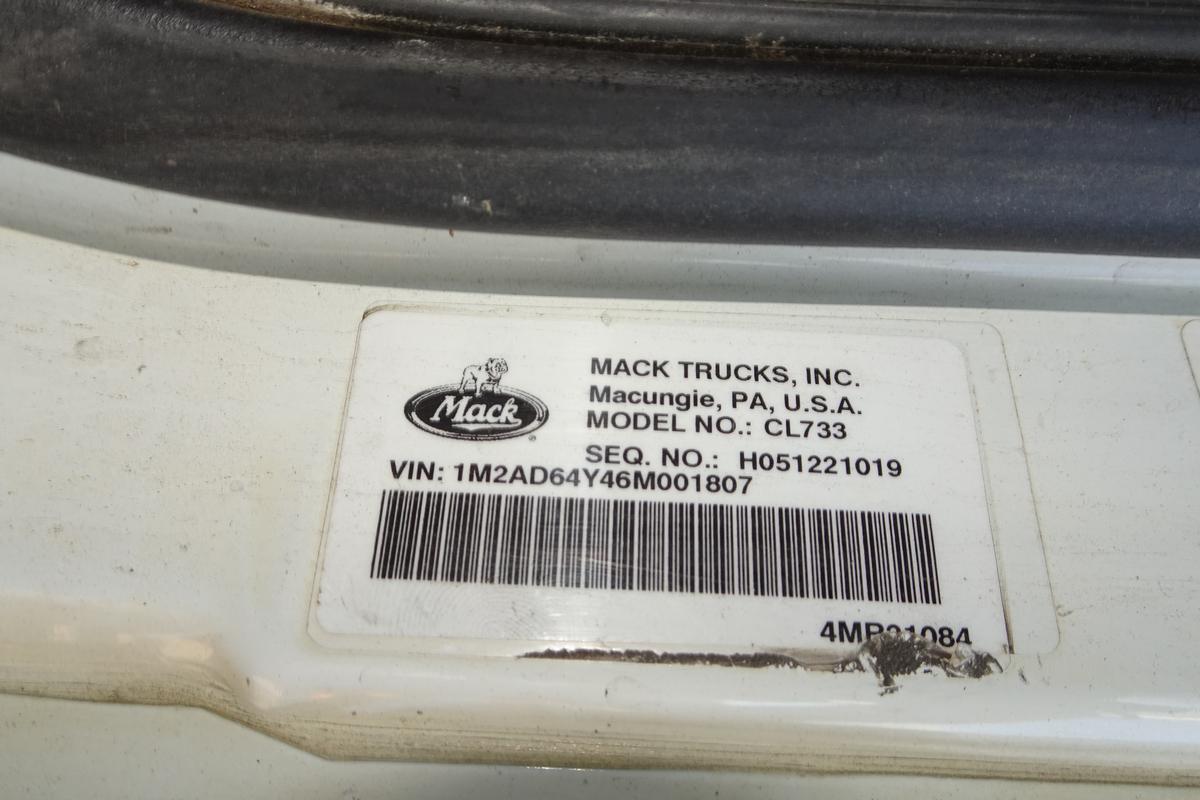 Mack
MACK TRUCKS, INC.
Macungie, PA, U.S.A.
MODEL NO.: CL733
SEQ. NO.: H051221019
VIN: 1M2AD64Y46M001807